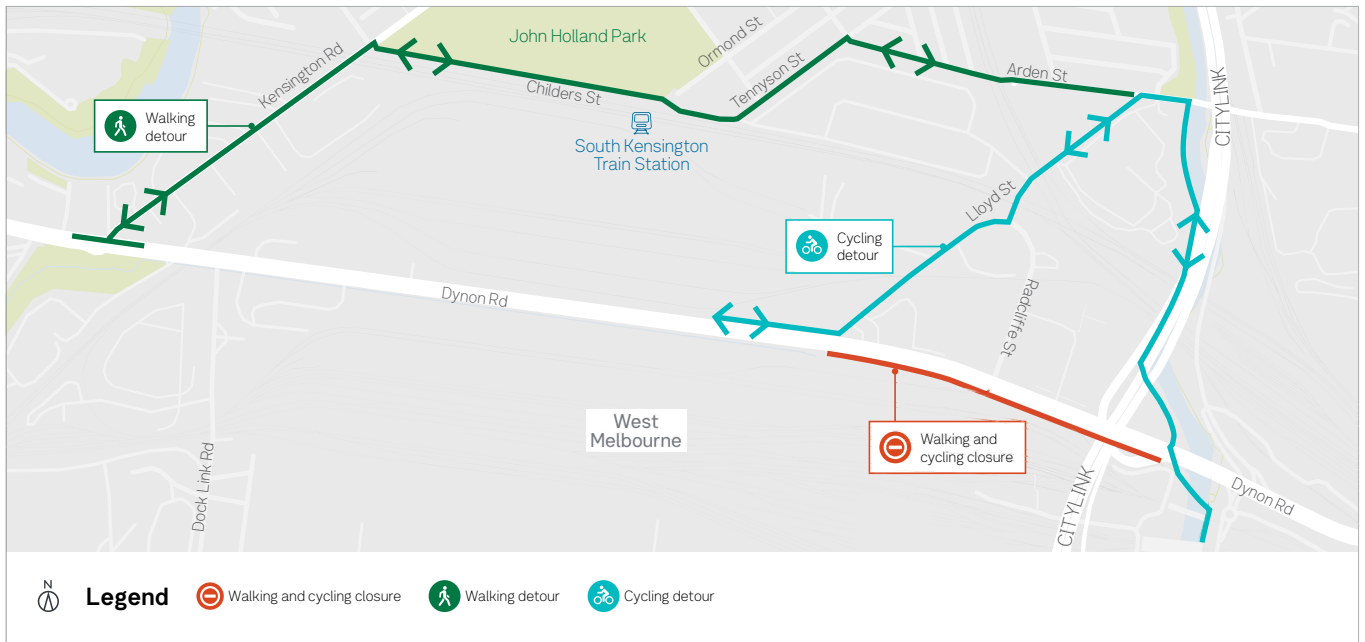 John Holland Park
Ormond St
Kensington Rd
Tennyson St
Arden St
CITYLINK
Childers St
Walking
detour
South Kensington
Train Station
Lloyd St
Cycling
detour
Dynon Rd
Radcliffe St
West
Melbourne
Walking and
cycling closure
Dock Link Rd
CITYLINK
Dynon Rd
N
Legend
Walking and cycling closure
Walking detour
Cycling detour